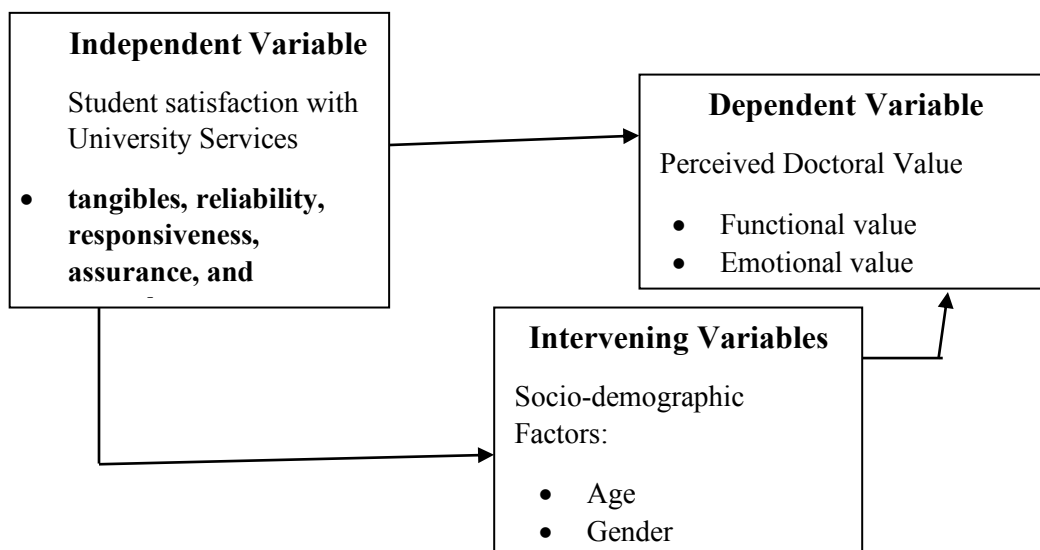 Independent Variable
Student satisfaction with
University Services
• tangibles, reliability,
responsiveness,
assurance, and
Dependent Variable
Perceived Doctoral Value
• Functional value
• Emotional value
Intervening Variables
Socio-demographic
Factors:
• Age
• Gender